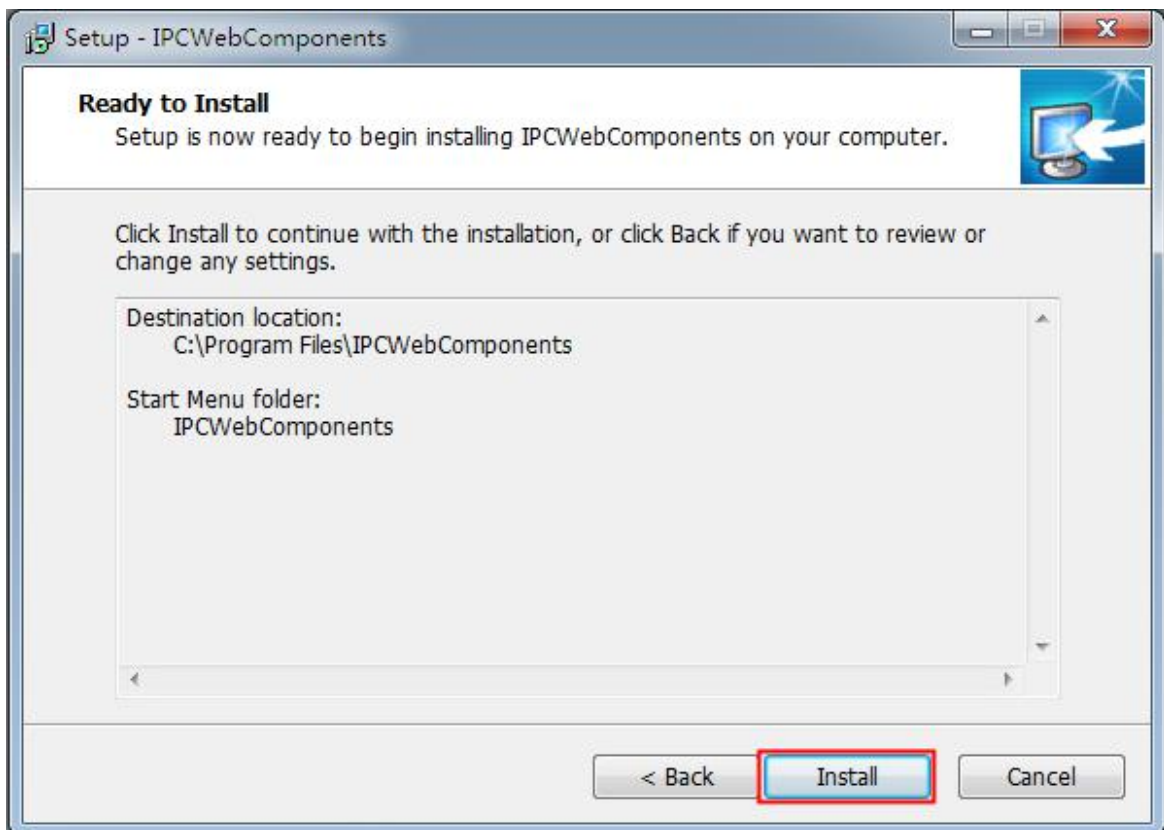 Setup - IPCWebComponents
Ready to Install
Setup is now ready to begin installing IPCWebComponents on your computer.
Click Install to continue with the installation, or click Back if you want to review or
change any settings.
Destination location:
C:\Program Files\IPCWebComponents
Start Menu folder:
IPCWebComponents
< Back Install Cancel